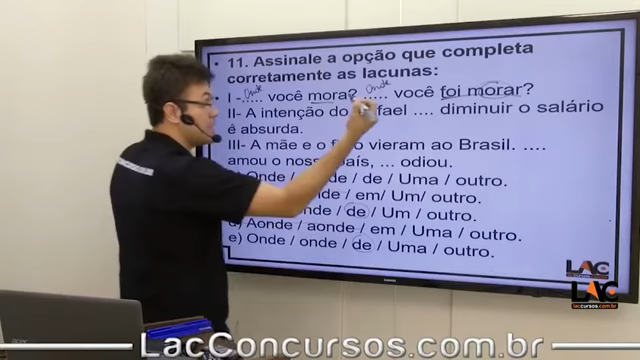 11. Assinale a opção que completa
corretamente as lacunas:
Onde Onde
I -..... você mora? ..... você foi morar?
II- A intenção do fael .... diminuir o salário
é absurda.
III- A mãe e o vieram ao Brasil. ....
amou o nosso país, ... odiou.
Onde / de / de / Uma / outro.
nde / em/ Um/ outro.
nde / de / Um / outro.
Aonde / aonde / em / Uma / outro.
e) Onde / onde / de / Uma / outro.
LAC
LAC
laccursos.com.br
LacConcursos.com.br
acer